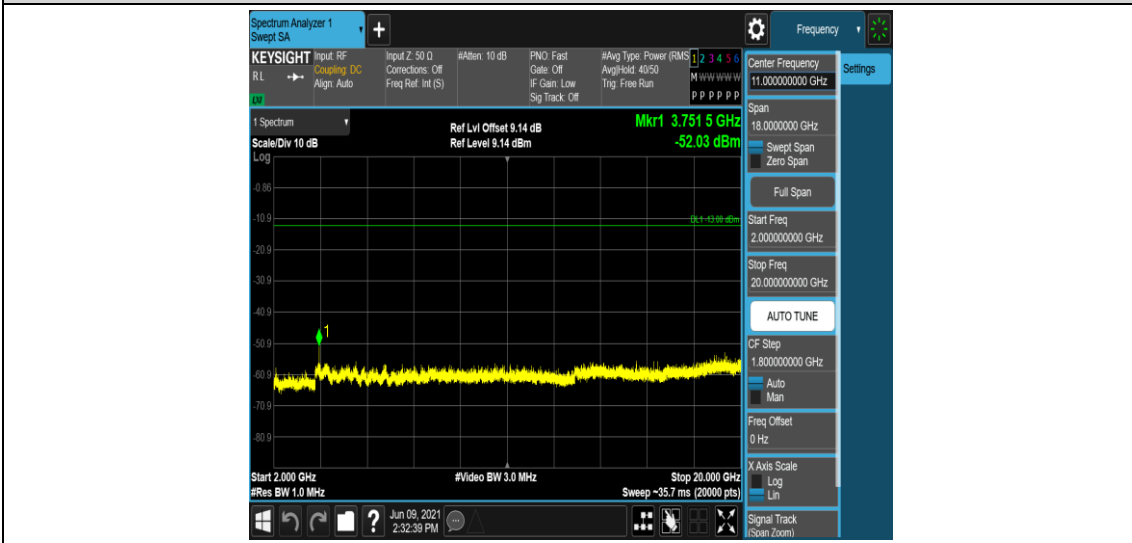 Spectrum Analyzer 1
Swept SA
+
Frequency
KEYSIGHT
RL
LXI
Input: RF
Coupling: DC
Align: Auto
Input Z: 50 Ω
Corrections: Off
Freq Ref: Int (S)
#Atten: 10 dB
PNO: Fast
Gate: Off
IF Gain: Low
Sig Track: Off
#Avg Type: Power (RMS
Avg|Hold: 40/50
Trig: Free Run
1 2 3 4 5 6
M W W W W W
P P P P P P
Center Frequency
11.000000000 GHz
Settings
1 Spectrum
Scale/Div 10 dB
Ref Lvl Offset 9.14 dB
Ref Level 9.14 dBm
Mkr1 3.751 5 GHz
-52.03 dBm
Log
-0.86
-10.9
-20.9
-30.9
-40.9
-50.9
-60.9
-70.9
-80.9
DL1 -13.00 dBm
1
Start 2.000 GHz
#Res BW 1.0 MHz
#Video BW 3.0 MHz
Stop 20.000 GHz
Sweep ~35.7 ms (20000 pts)
Span
18.0000000 GHz
Swept Span
Zero Span
Full Span
Start Freq
2.000000000 GHz
Stop Freq
20.000000000 GHz
AUTO TUNE
CF Step
1.800000000 GHz
Auto
Man
Freq Offset
0 Hz
X Axis Scale
Log
Lin
Signal Track
(Span Zoom)
?
Jun 09, 2021
2:32:39 PM